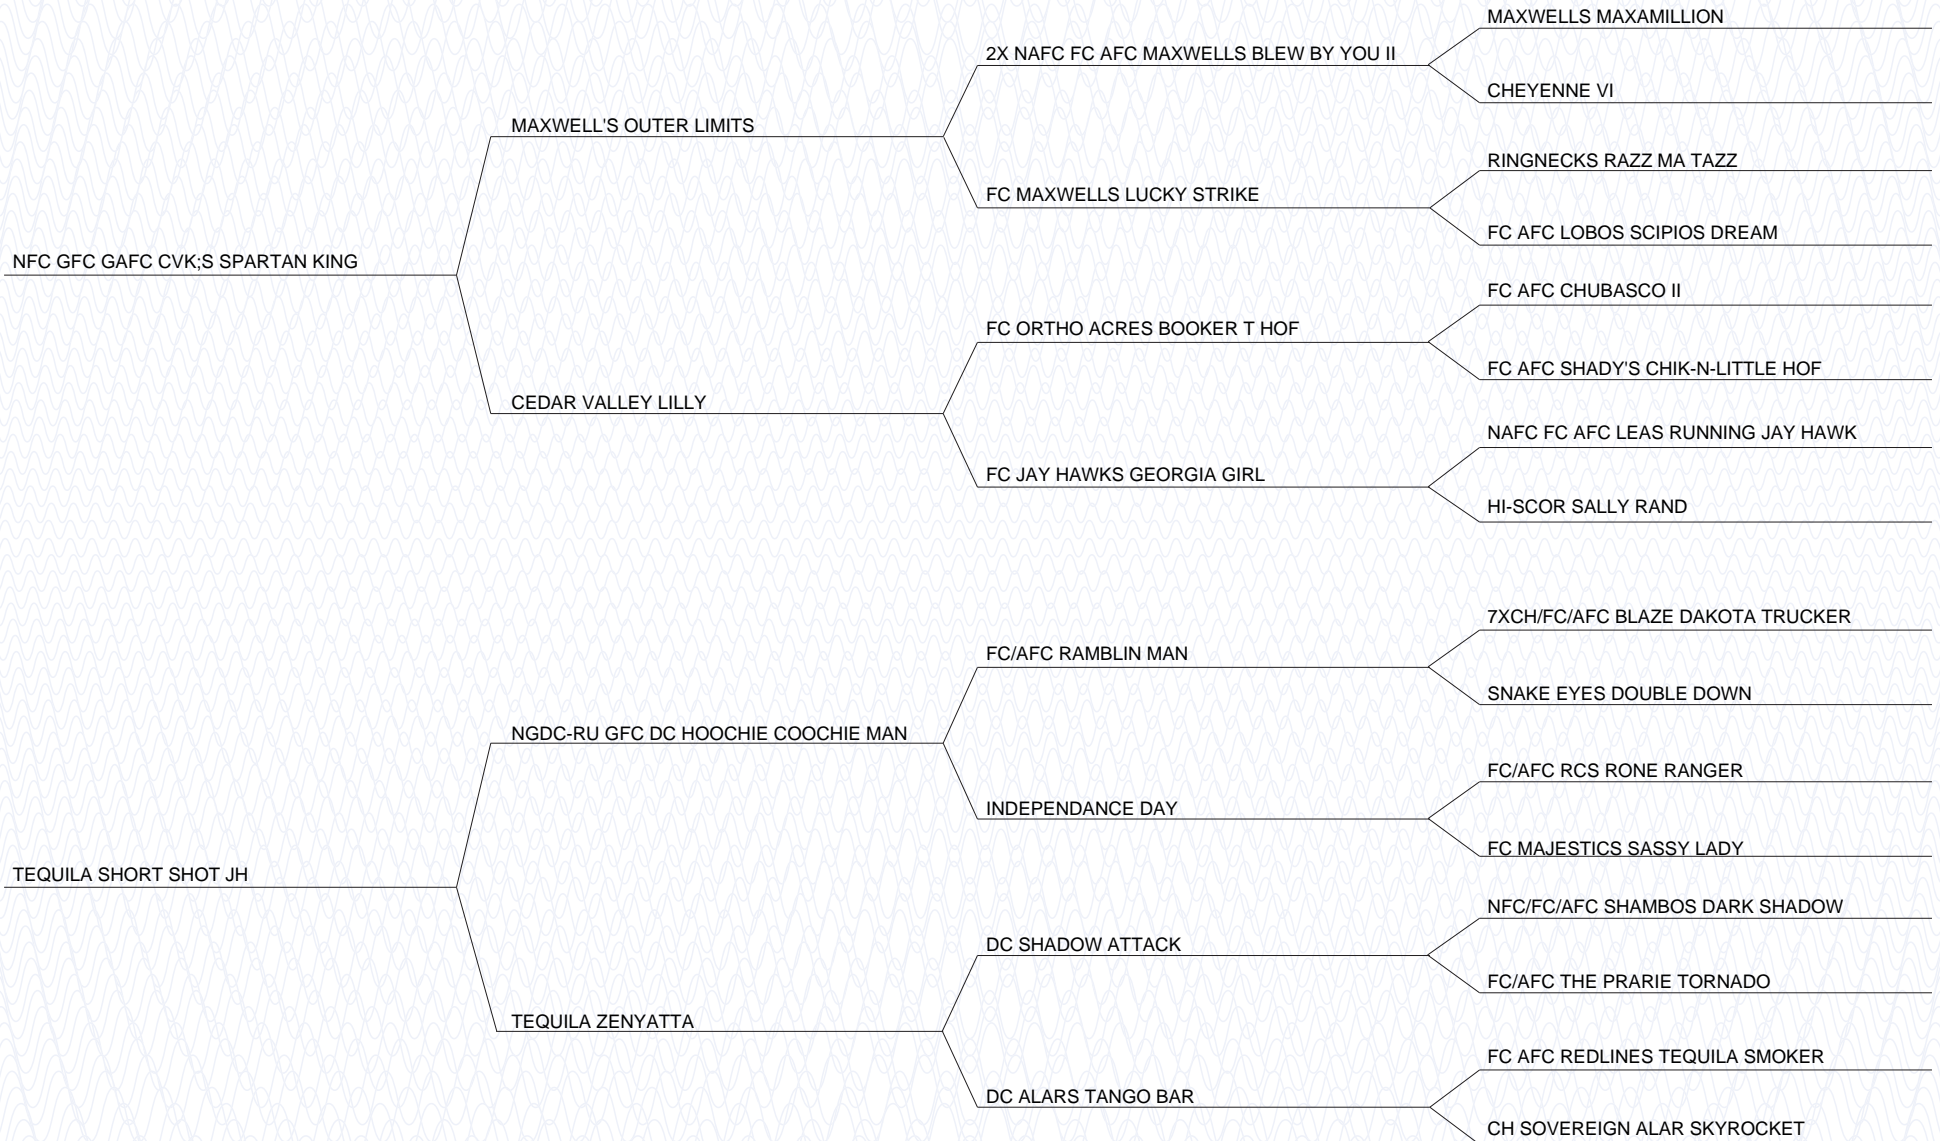 MAXWELLS MAXAMILLION
2X NAFC FC AFC MAXWELLS BLEW BY YOU II
CHEYENNE VI
MAXWELL'S OUTER LIMITS
RINGNECKS RAZZ MA TAZZ
FC MAXWELLS LUCKY STRIKE
FC AFC LOBOS SCIPIOS DREAM
NFC GFC GAFC CVK;S SPARTAN KING
FC AFC CHUBASCO II
FC ORTHO ACRES BOOKER T HOF
FC AFC SHADY'S CHIK-N-LITTLE HOF
CEDAR VALLEY LILLY
NAFC FC AFC LEAS RUNNING JAY HAWK
FC JAY HAWKS GEORGIA GIRL
HI-SCOR SALLY RAND
7XCH/FC/AFC BLAZE DAKOTA TRUCKER
FC/AFC RAMBLIN MAN
SNAKE EYES DOUBLE DOWN
NGDC-RU GFC DC HOOCHIE COOCHIE MAN
FC/AFC RCS RONE RANGER
INDEPENDANCE DAY
FC MAJESTICS SASSY LADY
TEQUILA SHORT SHOT JH
NFC/FC/AFC SHAMBOS DARK SHADOW
DC SHADOW ATTACK
FC/AFC THE PRARIE TORNADO
TEQUILA ZENYATTA
FC AFC REDLINES TEQUILA SMOKER
DC ALARS TANGO BAR
CH SOVEREIGN ALAR SKYROCKET